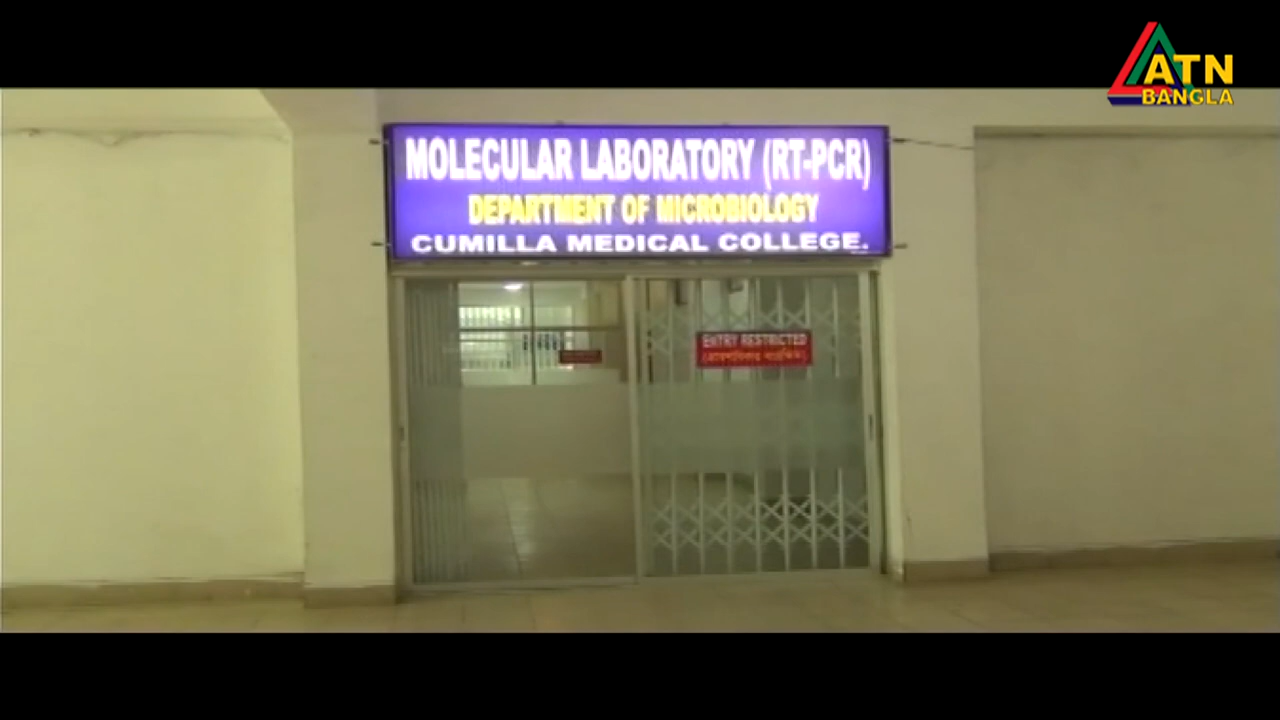 ATN
BANGLA
MOLECULAR LABORATORY (RT-PCR)
DEPARTMENT OF MICROBIOLOGY
CUMILLA MEDICAL COLLEGE.
ENTRY RESTRICTED